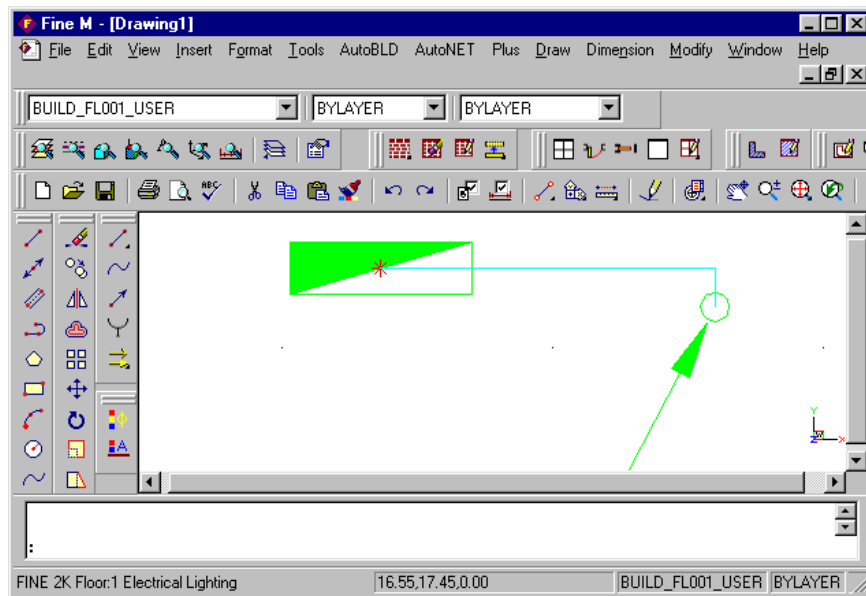 Fine M - [Drawing1]
File Edit View Insert Format Tools AutoBLD AutoNET Plus Draw Dimension Modify Window Help
BUILD_FL001_USER BYLAYER BYLAYER
ABC
A
Y
W
Z X
:
FINE 2K Floor:1 Electrical Lighting 16.55,17.45,0.00 BUILD_FL001_USER BYLAYER